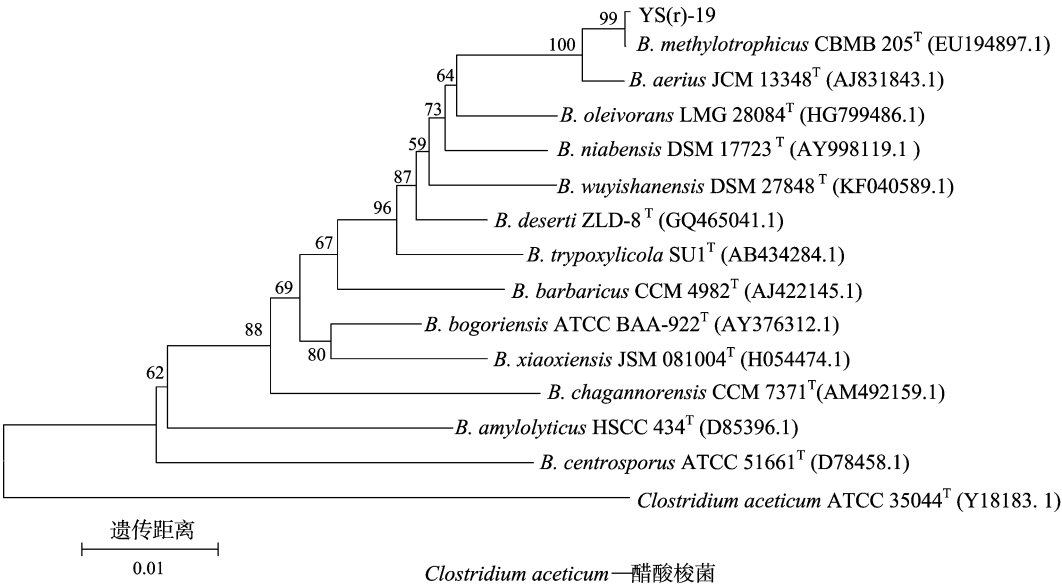 YS(r)-19
99
B. methylotrophicus CBMB 205ᵀ (EU194897.1)
100
B. aerius JCM 13348ᵀ (AJ831843.1)
64
B. oleivorans LMG 28084ᵀ (HG799486.1)
73
B. niabensis DSM 17723 ᵀ (AY998119.1 )
59
B. wuyishanensis DSM 27848 ᵀ (KF040589.1)
87
B. deserti ZLD-8 ᵀ (GQ465041.1)
96
B. trypoxylicola SU1ᵀ (AB434284.1)
67
B. barbaricus CCM 4982ᵀ (AJ422145.1)
69
B. bogoriensis ATCC BAA-922ᵀ (AY376312.1)
88
80
B. xiaoxiensis JSM 081004ᵀ (H054474.1)
62
B. chagannorensis CCM 7371ᵀ(AM492159.1)
B. amylolyticus HSCC 434ᵀ (D85396.1)
B. centrosporus ATCC 51661ᵀ (D78458.1)
Clostridium aceticum ATCC 35044ᵀ (Y18183. 1)
遗传距离
0.01
Clostridium aceticum—醋酸梭菌